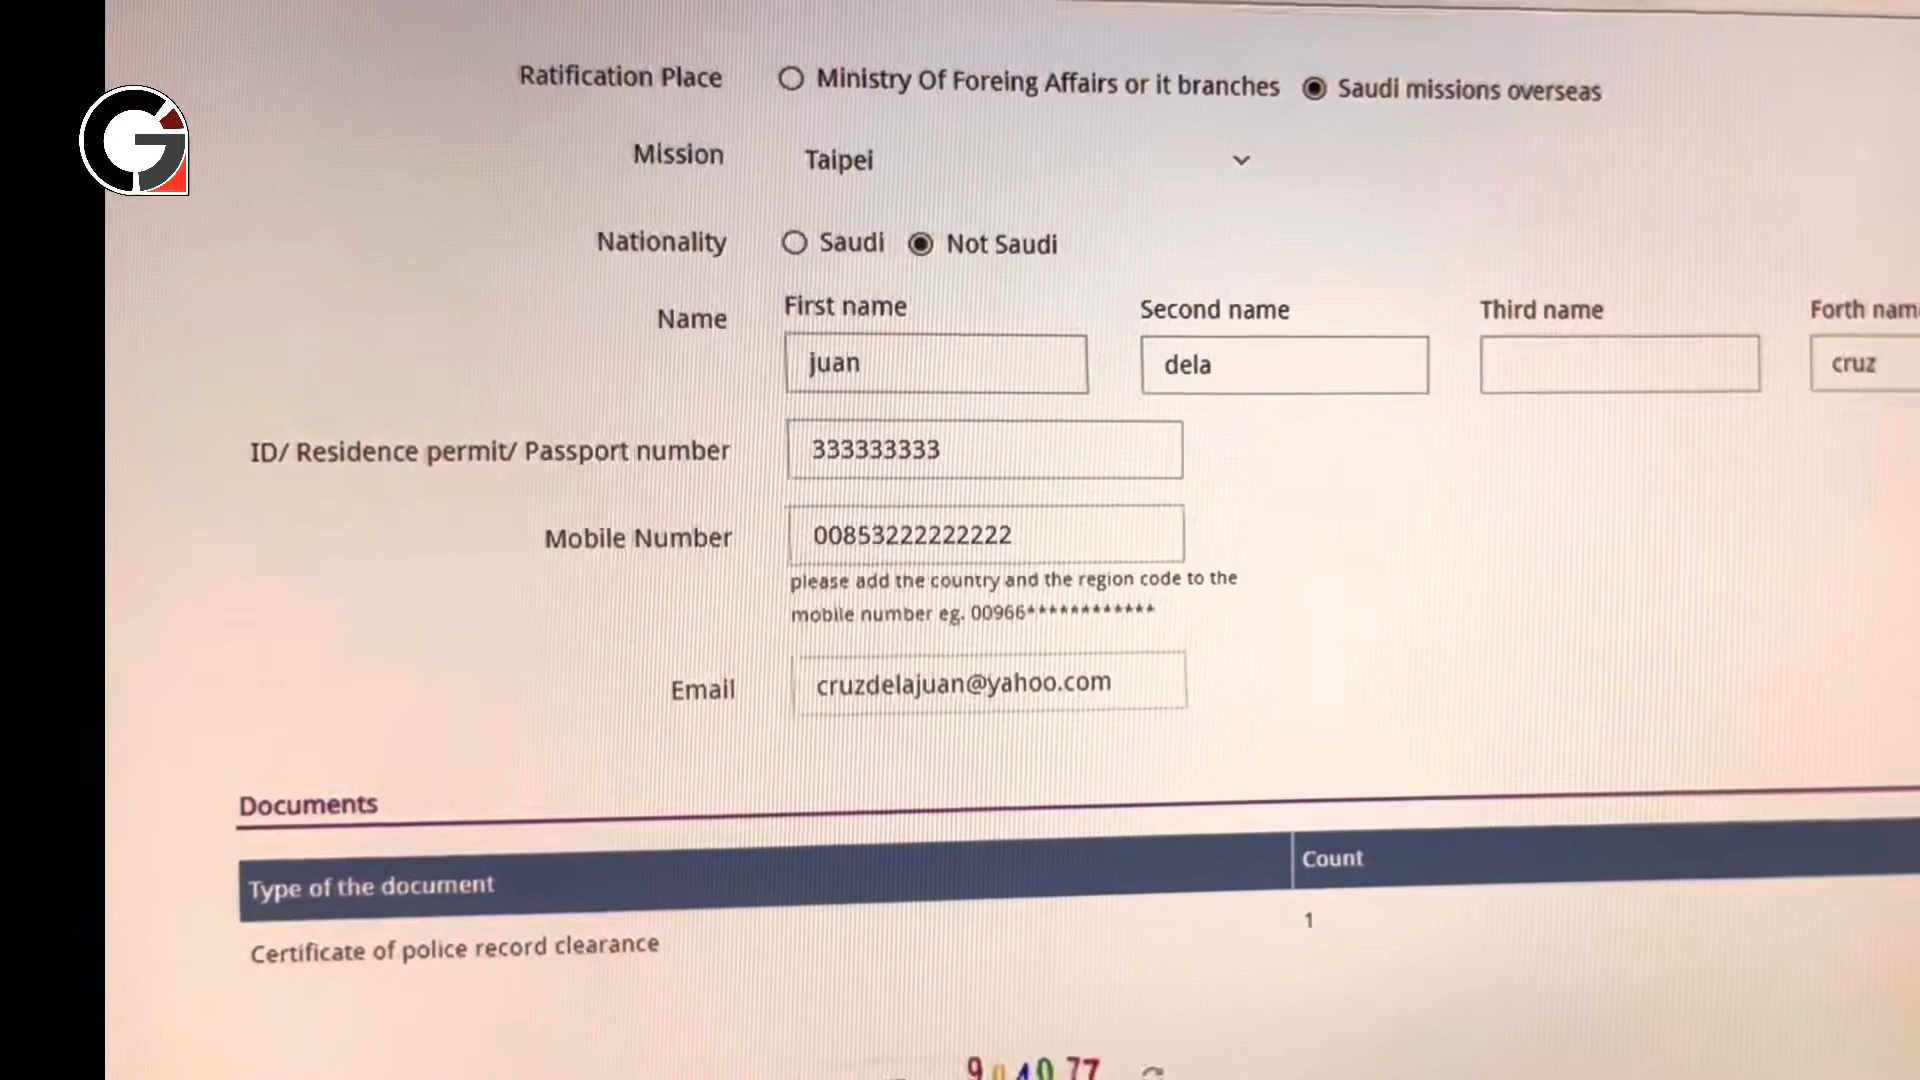 Ratification Place Ministry Of Foreing Affairs or it branches Saudi missions overseas
Mission Taipei
Nationality Saudi Not Saudi
Name First name Second name Third name Forth nam
juan dela cruz
ID/ Residence permit/ Passport number 333333333
Mobile Number 00853222222222
please add the country and the region code to the
mobile number eg. 00966************
Email cruzdelajuan@yahoo.com
Documents
Type of the document Count
Certificate of police record clearance 1